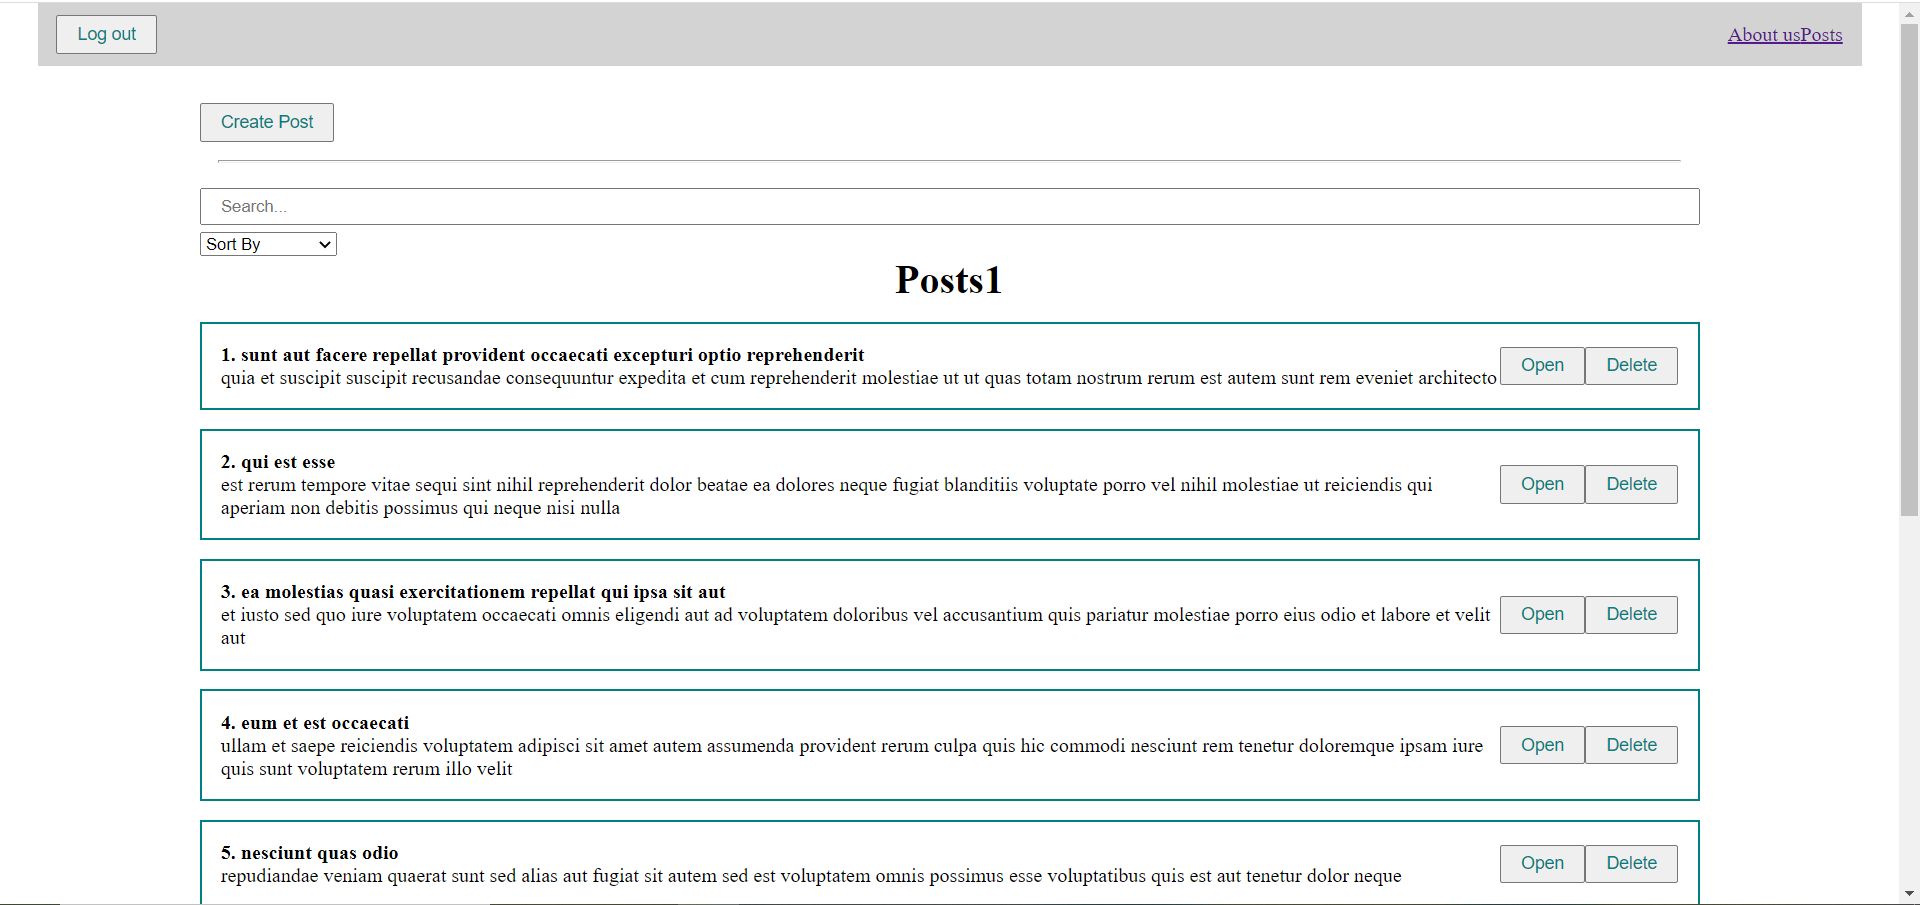 Log out
About usPosts
Create Post
Search...
Sort By
Posts1
1. sunt aut facere repellat provident occaecati excepturi optio reprehenderit
quia et suscipit suscipit recusandae consequuntur expedita et cum reprehenderit molestiae ut ut quas totam nostrum rerum est autem sunt rem eveniet architecto
Open Delete
2. qui est esse
est rerum tempore vitae sequi sint nihil reprehenderit dolor beatae ea dolores neque fugiat blanditiis voluptate porro vel nihil molestiae ut reiciendis qui
aperiam non debitis possimus qui neque nisi nulla
Open Delete
3. ea molestias quasi exercitationem repellat qui ipsa sit aut
et iusto sed quo iure voluptatem occaecati omnis eligendi aut ad voluptatem doloribus vel accusantium quis pariatur molestiae porro eius odio et labore et velit
aut
Open Delete
4. eum et est occaecati
ullam et saepe reiciendis voluptatem adipisci sit amet autem assumenda provident rerum culpa quis hic commodi nesciunt rem tenetur doloremque ipsam iure
quis sunt voluptatem rerum illo velit
Open Delete
5. nesciunt quas odio
repudiandae veniam quaerat sunt sed alias aut fugiat sit autem sed est voluptatem omnis possimus esse voluptatibus quis est aut tenetur dolor neque
Open Delete